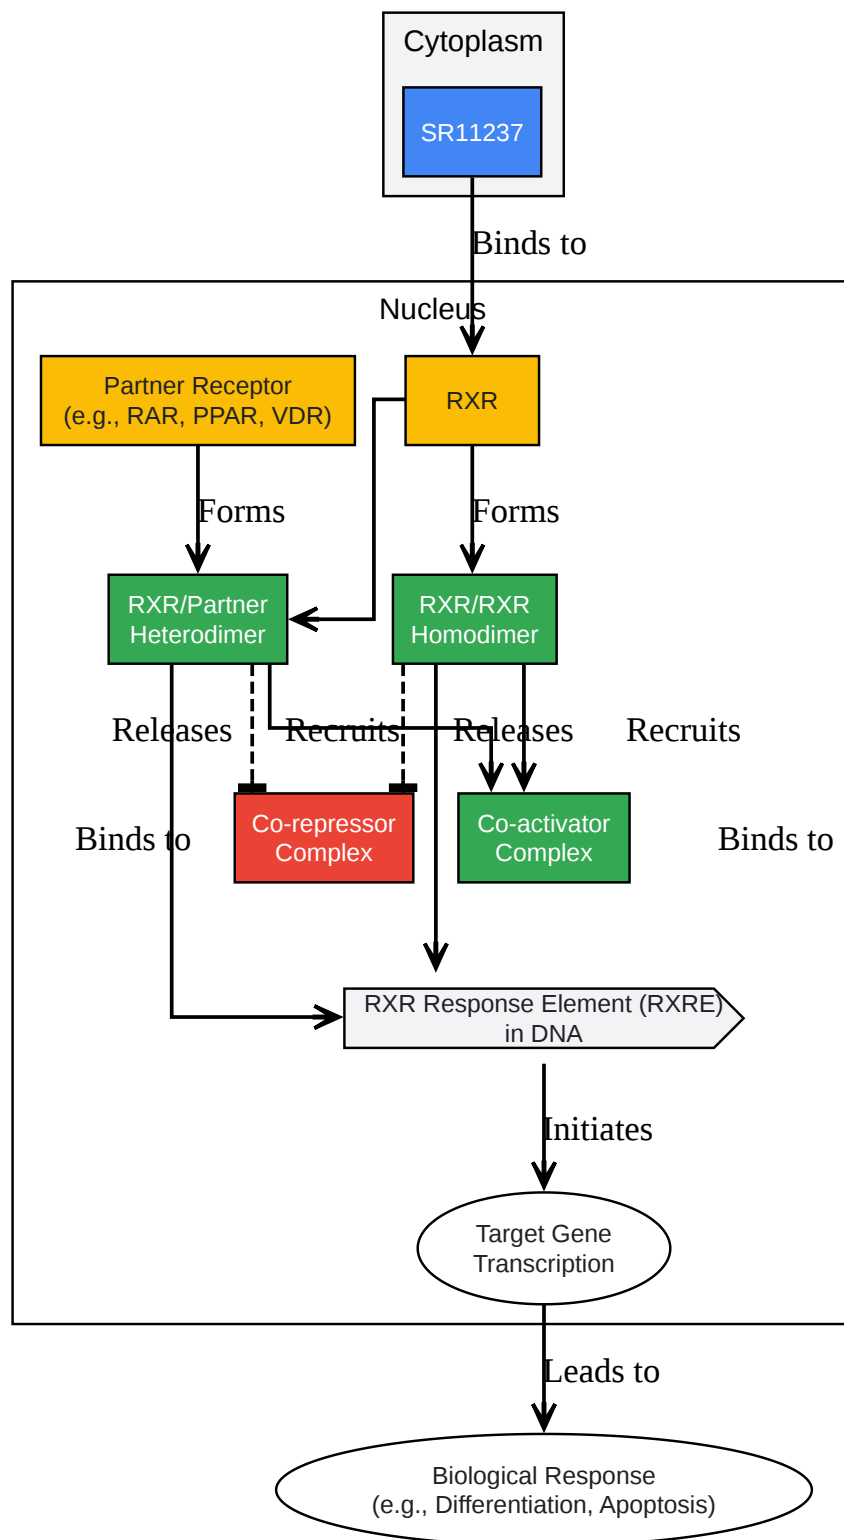 Cytoplasm
SR11237
Binds to
Nucleus
Partner Receptor
(e.g., RAR, PPAR, VDR)
RXR
Forms
Forms
RXR/Partner
Heterodimer
RXR/RXR
Homodimer
Releases
Recruits
Releases
Recruits
Co-repressor
Complex
Co-activator
Complex
Binds to
Binds to
RXR Response Element (RXRE)
in DNA
Initiates
Target Gene
Transcription
Leads to
Biological Response
(e.g., Differentiation, Apoptosis)